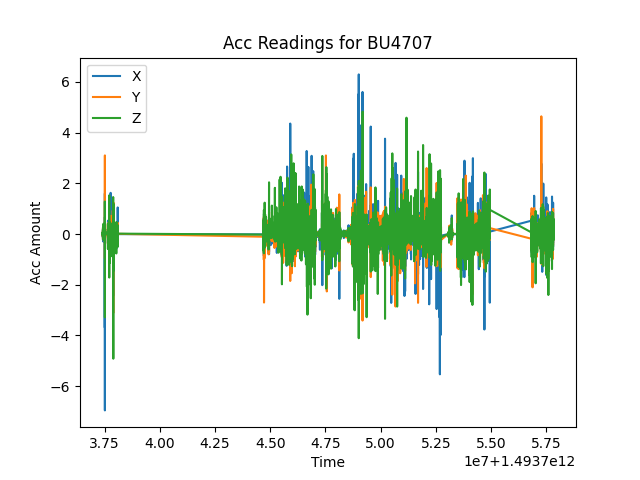 Acc Readings for BU4707
X
Y
Z
6
4
2
0
−2
−4
−6
Acc Amount
3.75 4.00 4.25 4.50 4.75 5.00 5.25 5.50 5.75
Time
1e7+1.4937e12